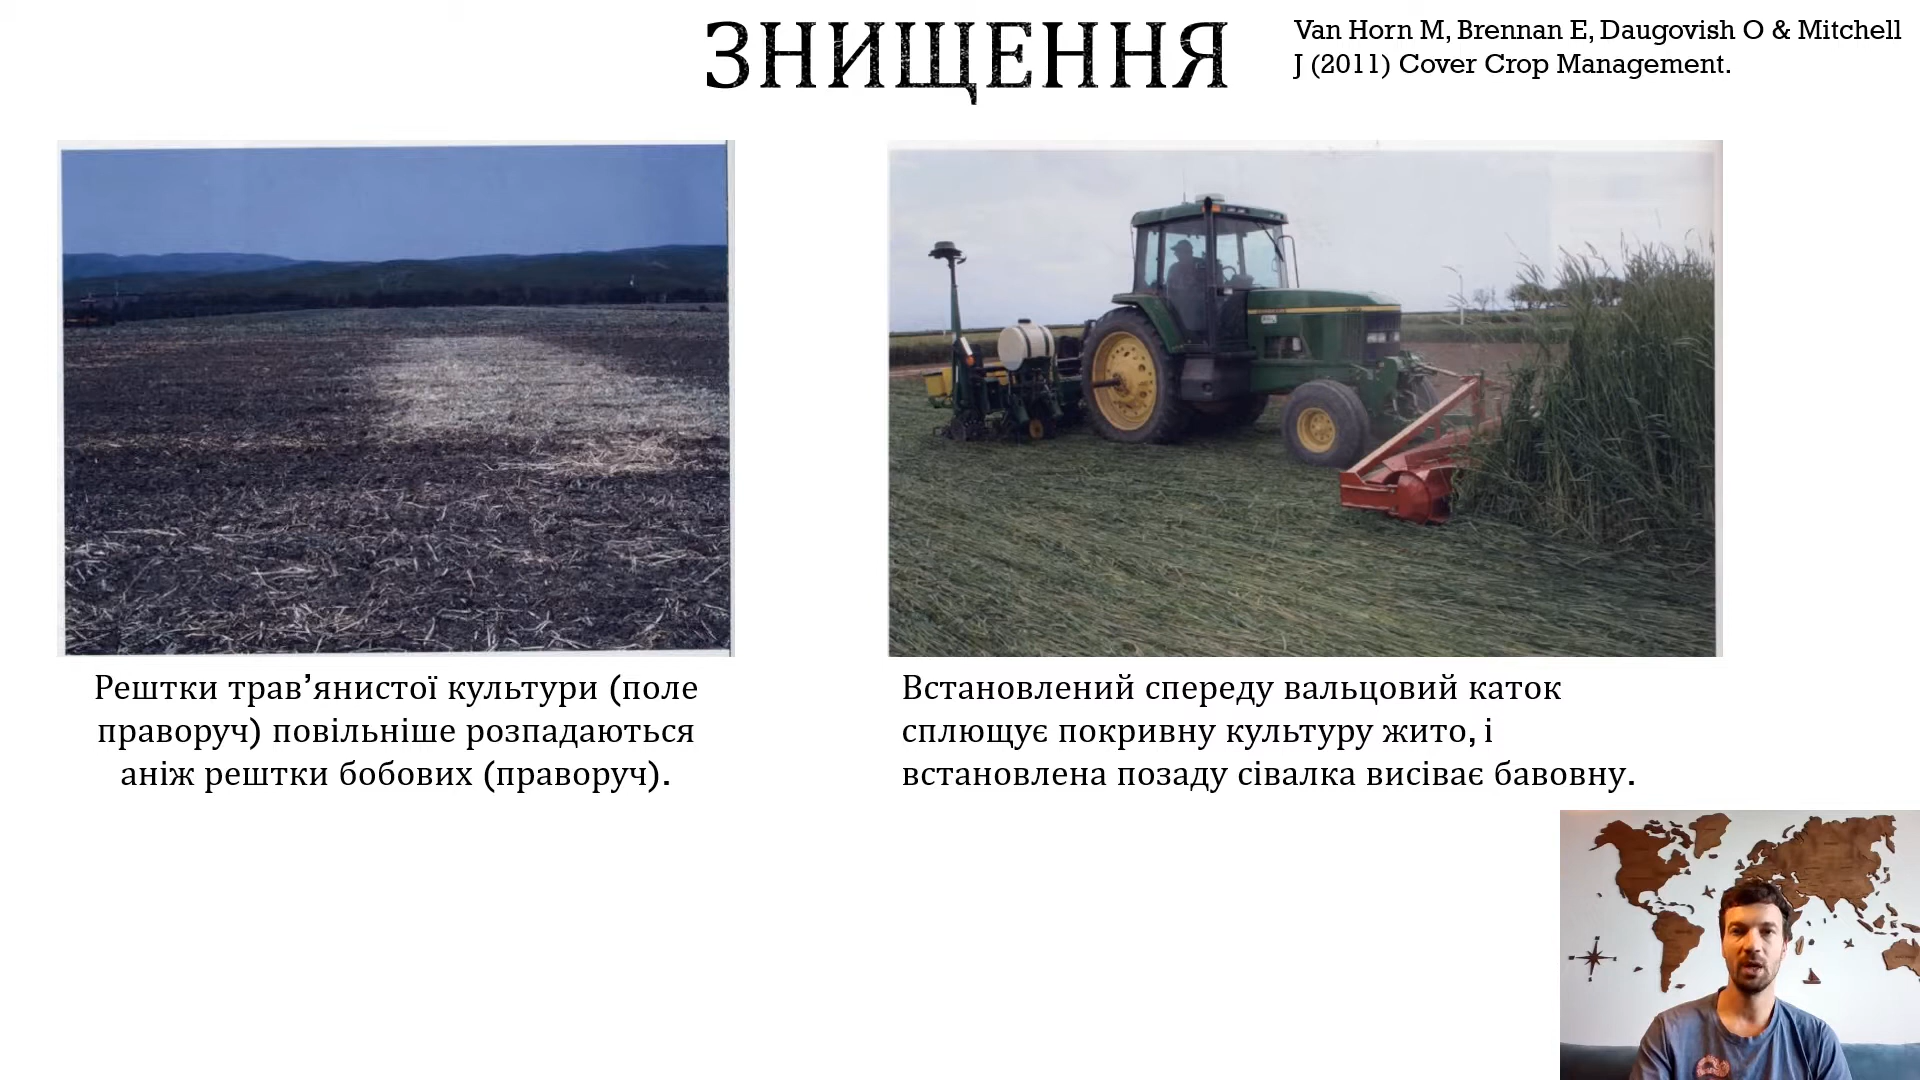 ЗНИЩЕННЯ
Van Horn M, Brennan E, Daugovish O & Mitchell
J (2011) Cover Crop Management.
Рештки трав’янистої культури (поле
праворуч) повільніше розпадаються
аніж рештки бобових (праворуч).
Встановлений спереду вальцовий каток
сплющує покривну культуру жито, і
встановлена позаду сівалка висіває бавовну.